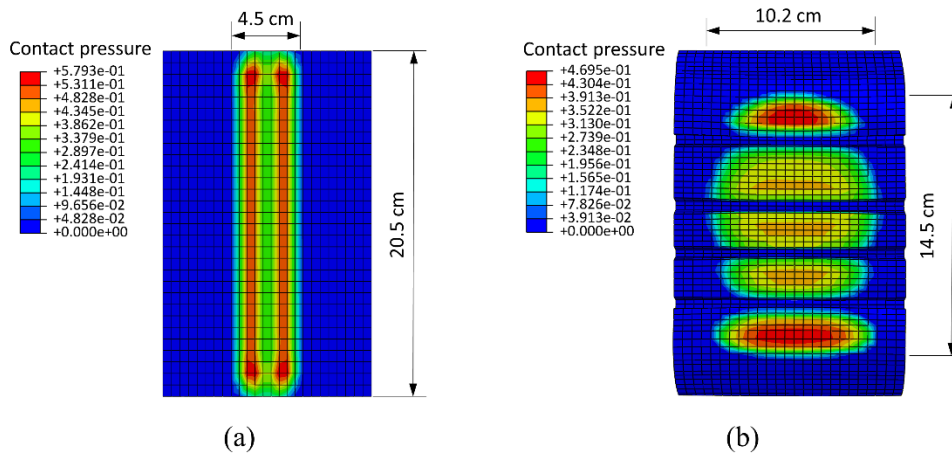 4.5 cm
Contact pressure
+5.793e-01
+5.311e-01
+4.828e-01
+4.345e-01
+3.862e-01
+3.379e-01
+2.897e-01
+2.414e-01
+1.931e-01
+1.448e-01
+9.656e-02
+4.828e-02
+0.000e+00
20.5 cm
(a)
10.2 cm
Contact pressure
+4.695e-01
+4.304e-01
+3.913e-01
+3.522e-01
+3.130e-01
+2.739e-01
+2.348e-01
+1.956e-01
+1.565e-01
+1.174e-01
+7.826e-02
+3.913e-02
+0.000e+00
14.5 cm
(b)